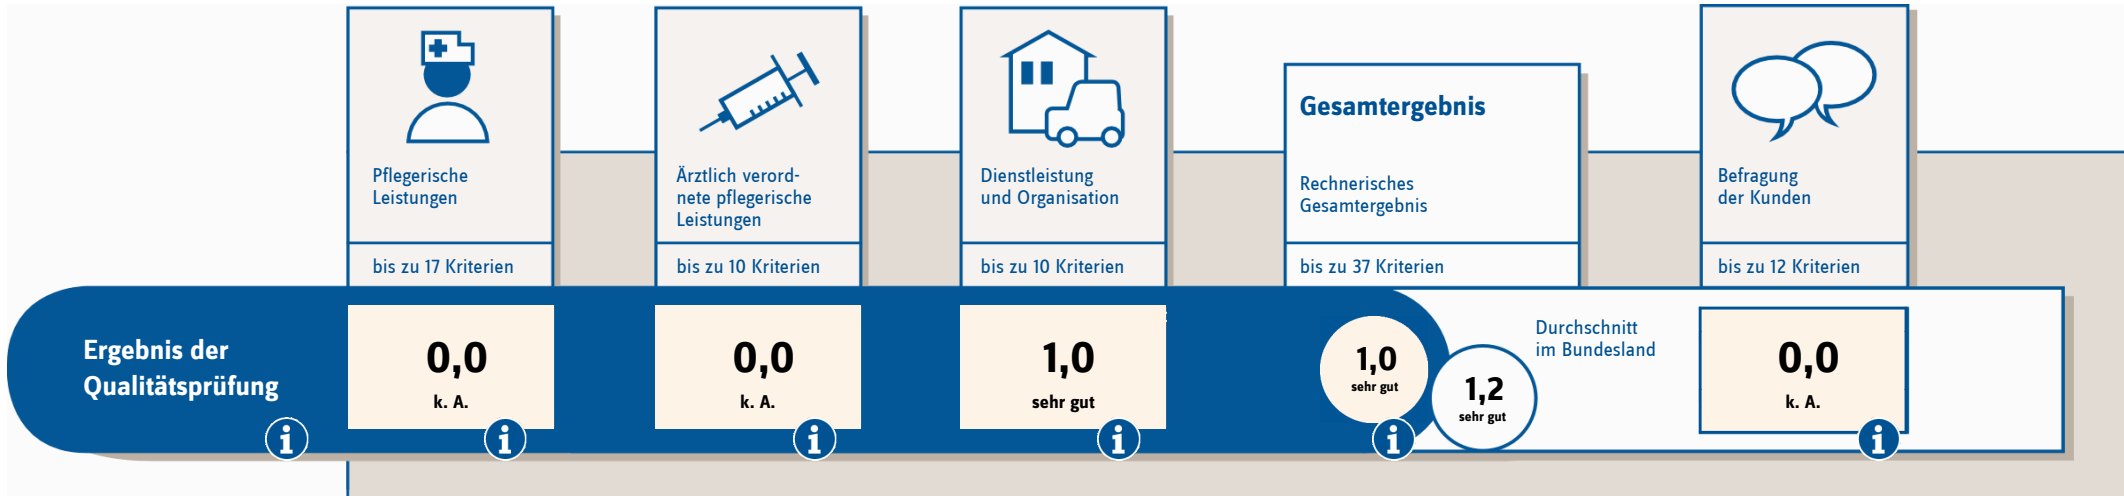 Pflegerische
Leistungen
bis zu 17 Kriterien
Ärztlich verord-
nete pflegerische
Leistungen
bis zu 10 Kriterien
Dienstleistung
und Organisation
bis zu 10 Kriterien
Gesamtergebnis
Rechnerisches
Gesamtergebnis
bis zu 37 Kriterien
Befragung
der Kunden
bis zu 12 Kriterien
Ergebnis der
Qualitätsprüfung
i
0,0
k. A.
i
0,0
k. A.
i
1,0
sehr gut
i
1,0
sehr gut
i
1,2
sehr gut
Durchschnitt
im Bundesland
0,0
k. A.
i